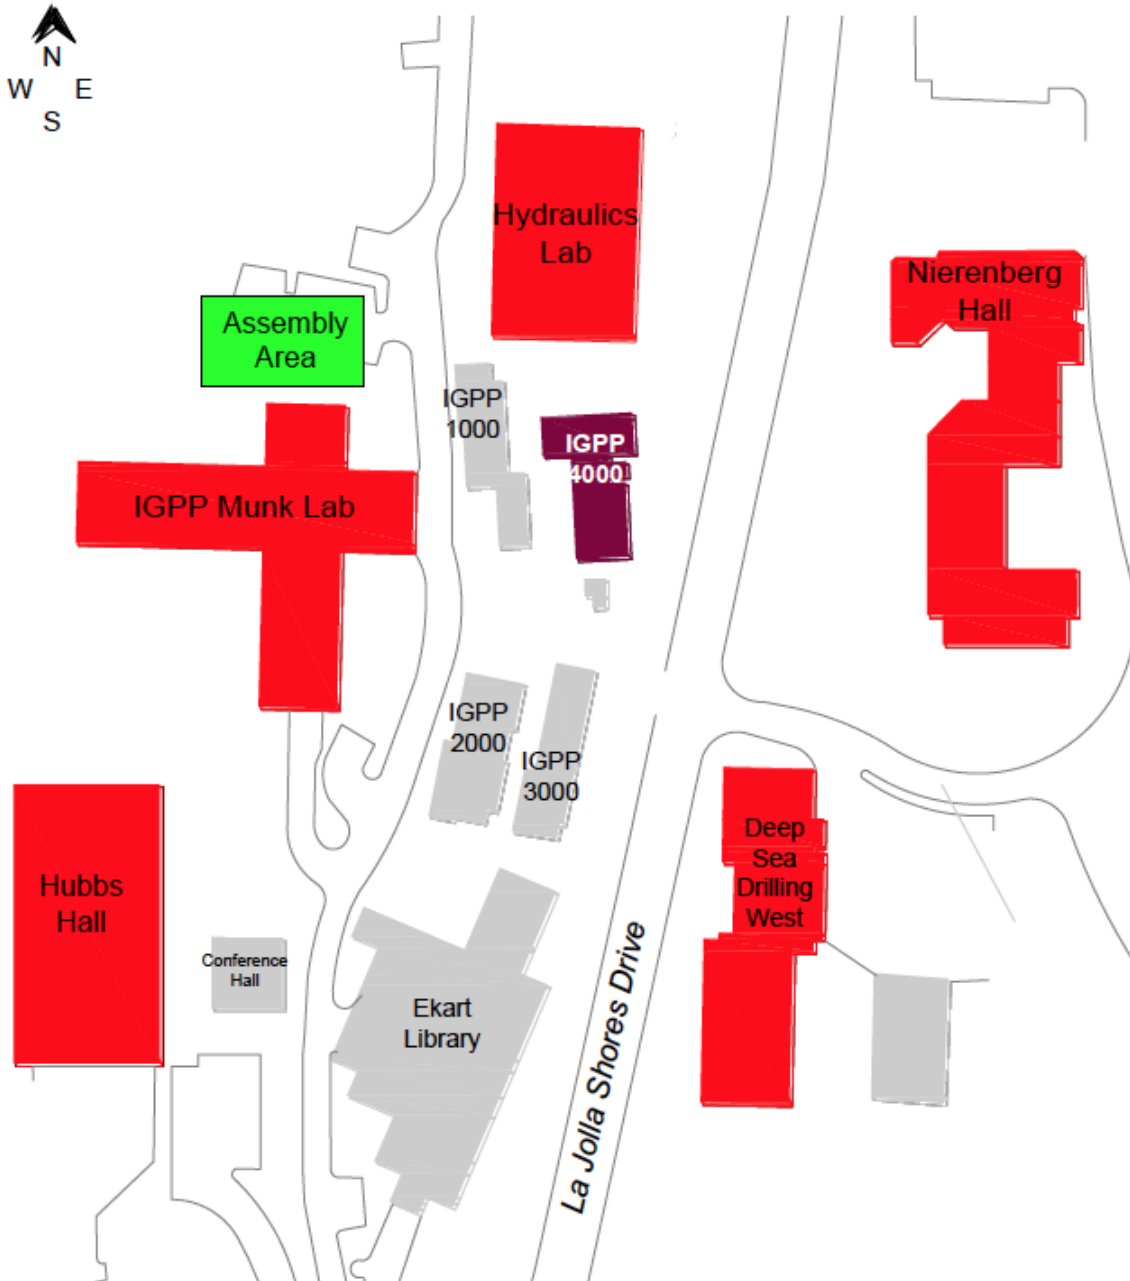 N
W E
S
Hydraulics
Lab
Nierenberg
Hall
Assembly
Area
IGPP
1000
IGPP
4000
IGPP Munk Lab
IGPP
2000
IGPP
3000
Deep
Sea
Drilling
West
Hubbs
Hall
Conference
Hall
Ekart
Library
La Jolla Shores Drive